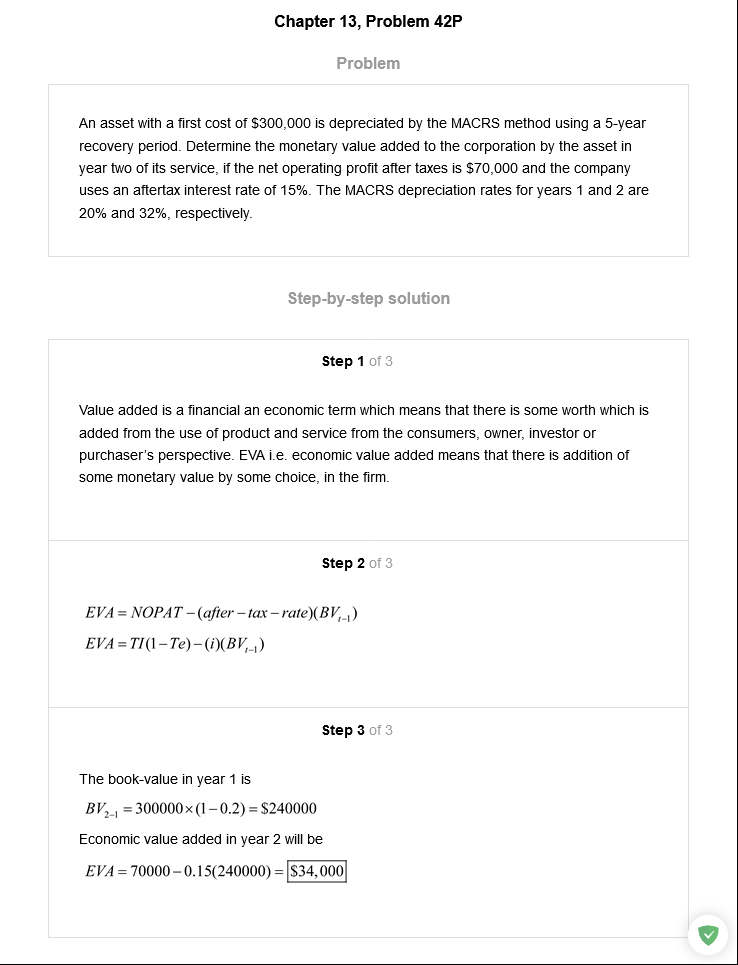 Chapter 13, Problem 42P
Problem
An asset with a first cost of $300,000 is depreciated by the MACRS method using a 5-year
recovery period. Determine the monetary value added to the corporation by the asset in
year two of its service, if the net operating profit after taxes is $70,000 and the company
uses an aftertax interest rate of 15%. The MACRS depreciation rates for years 1 and 2 are
20% and 32%, respectively.
Step-by-step solution
Step 1 of 3
Value added is a financial an economic term which means that there is some worth which is
added from the use of product and service from the consumers, owner, investor or
purchaser's perspective. EVA i.e. economic value added means that there is addition of
some monetary value by some choice, in the firm.
Step 2 of 3
EVA = NOPAT – (after – tax – rate)(BV_{t–1})
EVA = TI(1 – Te) – (i)(BV_{t–1})
Step 3 of 3
The book-value in year 1 is
BV_{2–1} = 300000×(1–0.2) = $240000
Economic value added in year 2 will be
EVA = 70000 – 0.15(240000) = $34,000